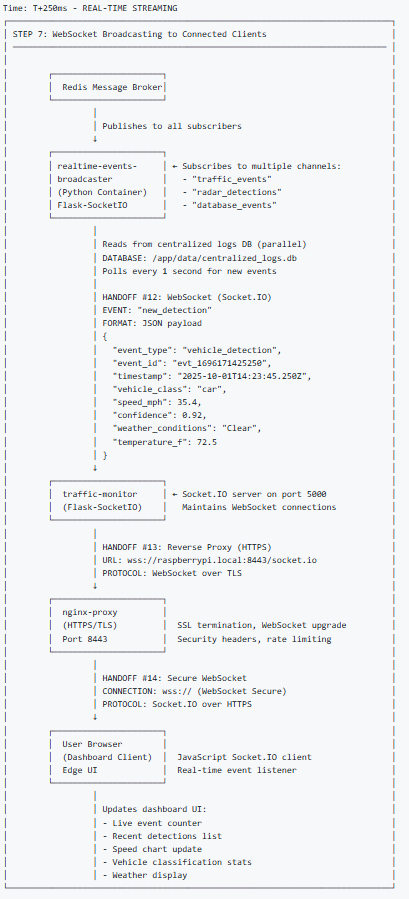 Time: T+250ms - REAL-TIME STREAMING
STEP 7: WebSocket Broadcasting to Connected Clients
Redis Message Broker
Publishes to all subscribers
realtime-events- ← Subscribes to multiple channels:
broadcaster - "traffic_events"
(Python Container) - "radar_detections"
Flask-SocketIO - "database_events"
Reads from centralized logs DB (parallel)
DATABASE: /app/data/centralized_logs.db
Polls every 1 second for new events
HANDOFF #12: WebSocket (Socket.IO)
EVENT: "new_detection"
FORMAT: JSON payload
{
"event_type": "vehicle_detection",
"event_id": "evt_1696171425250",
"timestamp": "2025-10-01T14:23:45.250Z",
"vehicle_class": "car",
"speed_mph": 35.4,
"confidence": 0.92,
"weather_conditions": "Clear",
"temperature_f": 72.5
}
traffic-monitor ← Socket.IO server on port 5000
(Flask-SocketIO) Maintains WebSocket connections
HANDOFF #13: Reverse Proxy (HTTPS)
URL: wss://raspberrypi.local:8443/socket.io
PROTOCOL: WebSocket over TLS
nginx-proxy
(HTTPS/TLS) SSL termination, WebSocket upgrade
Port 8443 Security headers, rate limiting
HANDOFF #14: Secure WebSocket
CONNECTION: wss:// (WebSocket Secure)
PROTOCOL: Socket.IO over HTTPS
User Browser
(Dashboard Client) JavaScript Socket.IO client
Edge UI Real-time event listener
Updates dashboard UI:
- Live event counter
- Recent detections list
- Speed chart update
- Vehicle classification stats
- Weather display